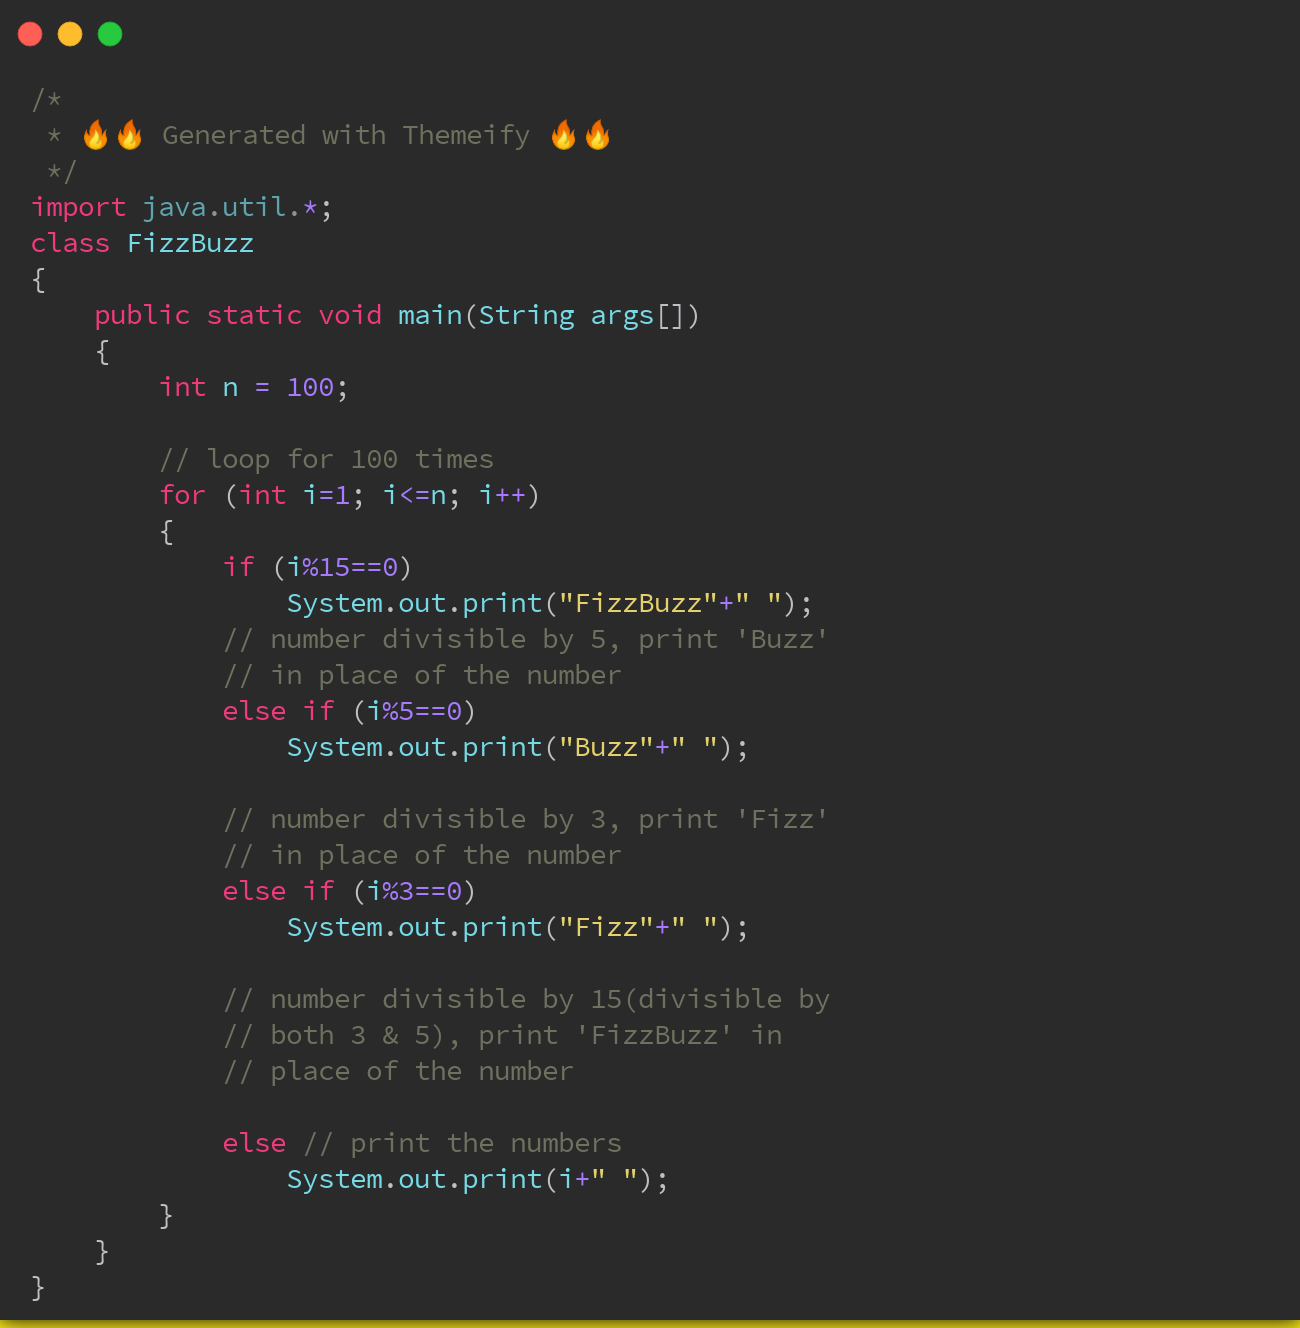 /*
 * 🔥🔥 Generated with Themeify 🔥🔥
 */
import java.util.*;
class FizzBuzz
{
    public static void main(String args[])
    {
        int n = 100;

        // loop for 100 times
        for (int i=1; i<=n; i++)
        {
            if (i%15==0)
                System.out.print("FizzBuzz"+" ");
            // number divisible by 5, print 'Buzz'
            // in place of the number
            else if (i%5==0)
                System.out.print("Buzz"+" ");

            // number divisible by 3, print 'Fizz'
            // in place of the number
            else if (i%3==0)
                System.out.print("Fizz"+" ");

            // number divisible by 15(divisible by
            // both 3 & 5), print 'FizzBuzz' in
            // place of the number

            else // print the numbers
                System.out.print(i+" ");
        }
    }
}